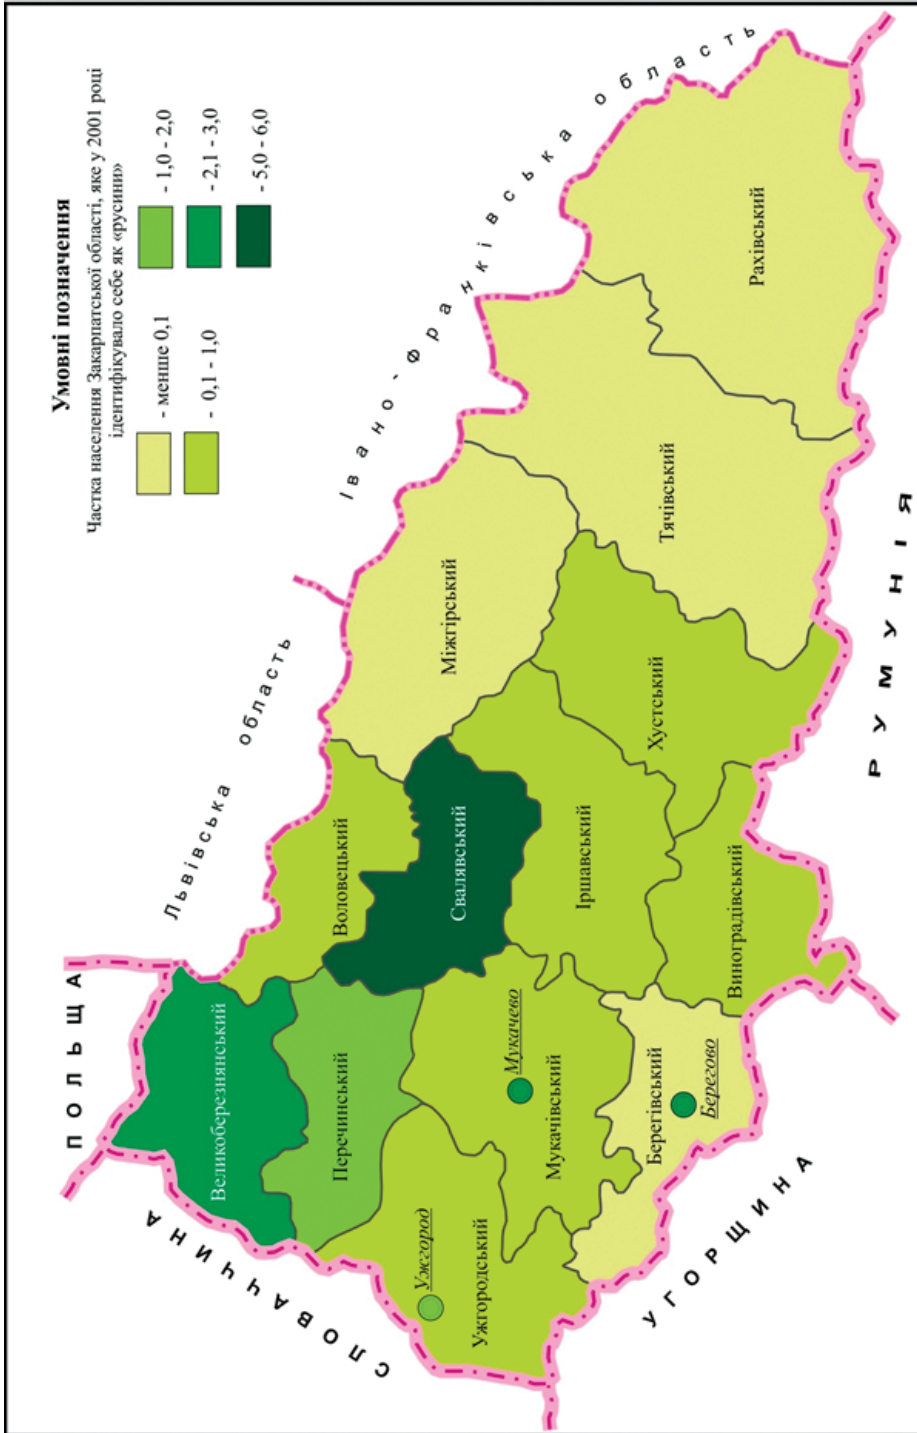 Умовні позначення
Частка населення Закарпатської області, яке у 2001 році
ідентифікувало себе як «русини»
- менше 0,1
- 0,1 - 1,0
- 1,0 - 2,0
- 2,1 - 3,0
- 5,0 - 6,0
ПОЛЬЩА
СЛОВАЧЧИНА
УГОРЩИНА
РУМУНІЯ
Львівська область
Івано-Франківська область
Великоберезнянський
Перечинський
Ужгород
Ужгородський
Воловецький
Свалявський
Мукачево
Мукачівський
Берегівський
Берегово
Міжгірський
Іршавський
Виноградівський
Хустський
Тячівський
Рахівський